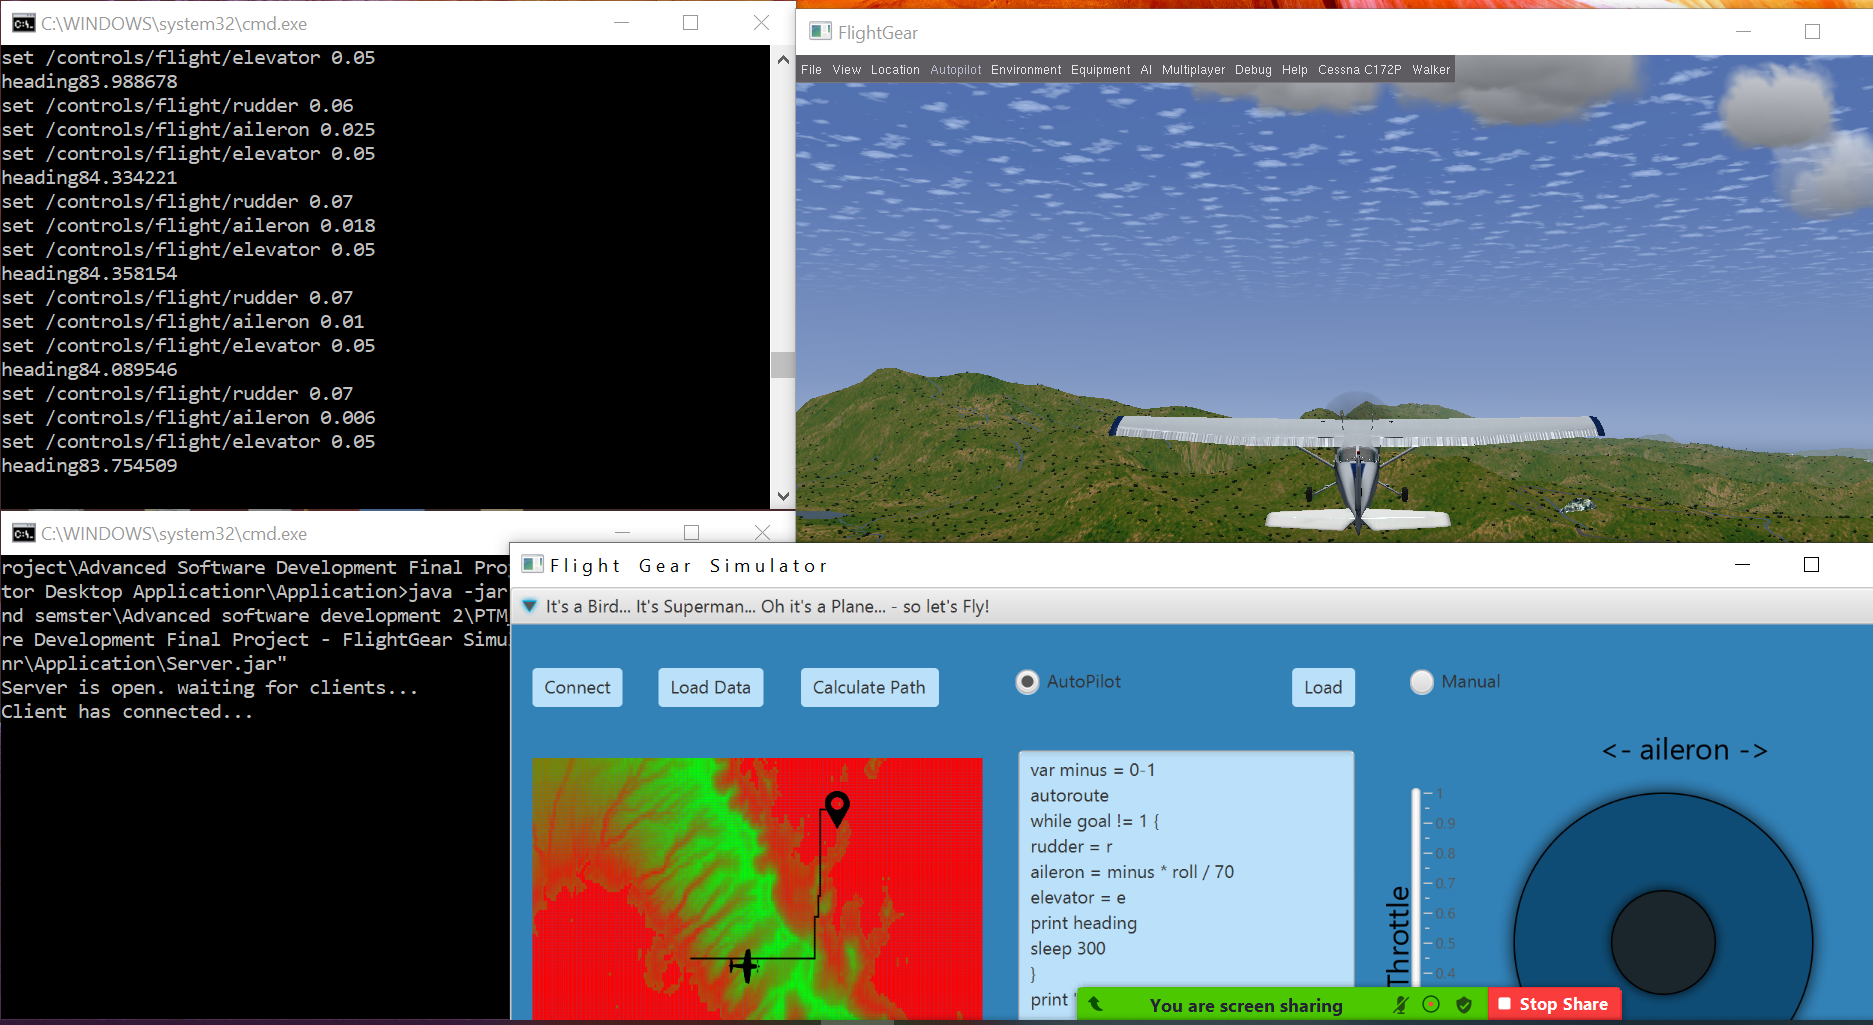 C:\WINDOWS\system32\cmd.exe
set /controls/flight/elevator 0.05
heading83.988678
set /controls/flight/rudder 0.06
set /controls/flight/aileron 0.025
set /controls/flight/elevator 0.05
heading84.334221
set /controls/flight/rudder 0.07
set /controls/flight/aileron 0.018
set /controls/flight/elevator 0.05
heading84.358154
set /controls/flight/rudder 0.07
set /controls/flight/aileron 0.01
set /controls/flight/elevator 0.05
heading84.089546
set /controls/flight/rudder 0.07
set /controls/flight/aileron 0.006
set /controls/flight/elevator 0.05
heading83.754509
FlightGear
File View Location Autopilot Environment Equipment AI Multiplayer Debug Help Cessna C172P Walker
C:\WINDOWS\system32\cmd.exe
roject\Advanced Software Development Final Pro
tor Desktop Applicationr\Application>java -jar
nd semster\Advanced software development 2\PTM
re Development Final Project - FlightGear Simu
nr\Application\Server.jar"
Server is open. waiting for clients...
Client has connected...
Flight Gear Simulator
It's a Bird... It's Superman... Oh it's a Plane... - so let's Fly!
Connect Load Data Calculate Path AutoPilot Load Manual
var minus = 0-1
autoroute
while goal != 1 {
rudder = r
aileron = minus * roll / 70
elevator = e
print heading
sleep 300
}
print "
<- aileron ->
Throttle
1
0.9
0.8
0.7
0.6
0.5
0.4
You are screen sharing
Stop Share